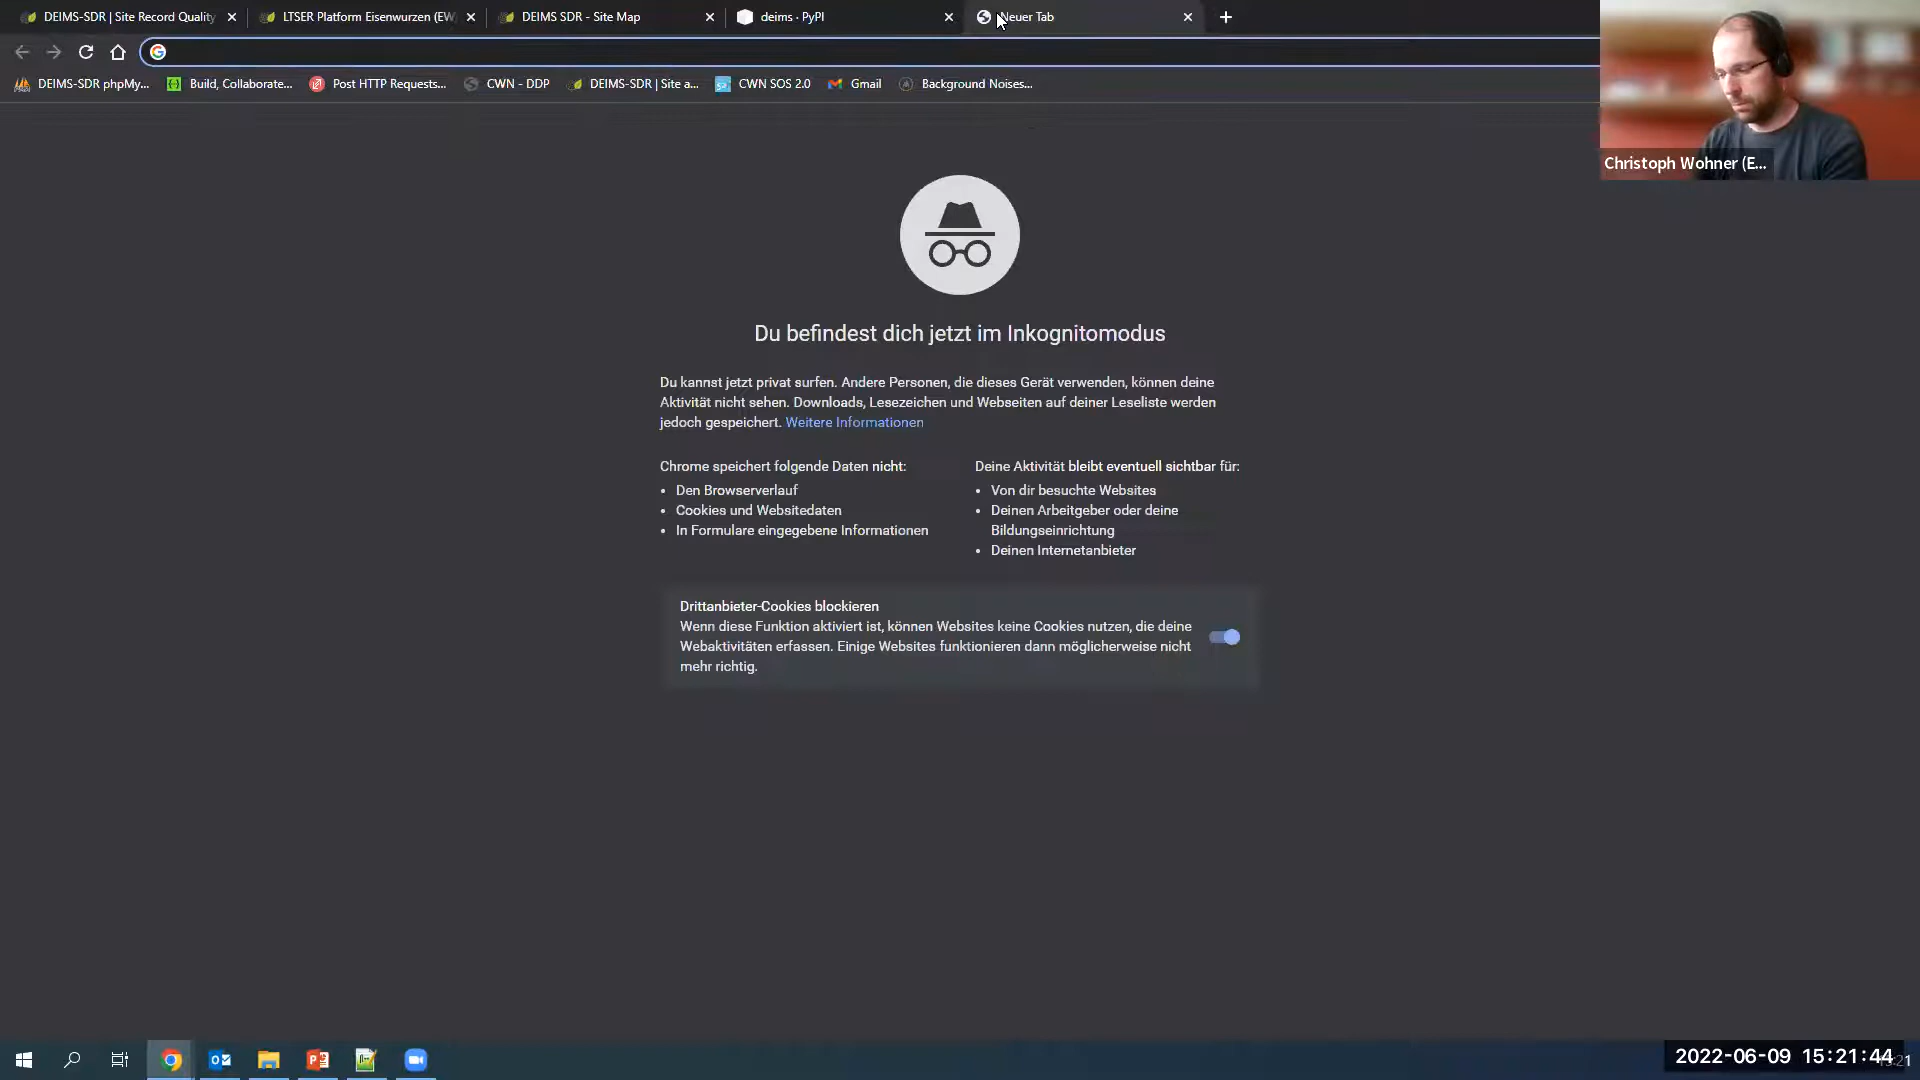 DEIMS-SDR | Site Record Quality
LTSER Platform Eisenwurzen (EW
DEIMS SDR - Site Map
deims · PyPI
Neuer Tab
DEIMS-SDR phpMy...
Build, Collaborate...
Post HTTP Requests...
CWN - DDP
DEIMS-SDR | Site a...
CWN SOS 2.0
Gmail
Background Noises...
Christoph Wohner (E...
Du befindest dich jetzt im Inkognitomodus
Du kannst jetzt privat surfen. Andere Personen, die dieses Gerät verwenden, können deine
Aktivität nicht sehen. Downloads, Lesezeichen und Webseiten auf deiner Leseliste werden
jedoch gespeichert. Weitere Informationen
Chrome speichert folgende Daten nicht:
• Den Browserverlauf
• Cookies und Websitedaten
• In Formulare eingegebene Informationen
Deine Aktivität bleibt eventuell sichtbar für:
• Von dir besuchte Websites
• Deinen Arbeitgeber oder deine
Bildungseinrichtung
• Deinen Internetanbieter
Drittanbieter-Cookies blockieren
Wenn diese Funktion aktiviert ist, können Websites keine Cookies nutzen, die deine
Webaktivitäten erfassen. Einige Websites funktionieren dann möglicherweise nicht
mehr richtig.
2022-06-09 15:21:44